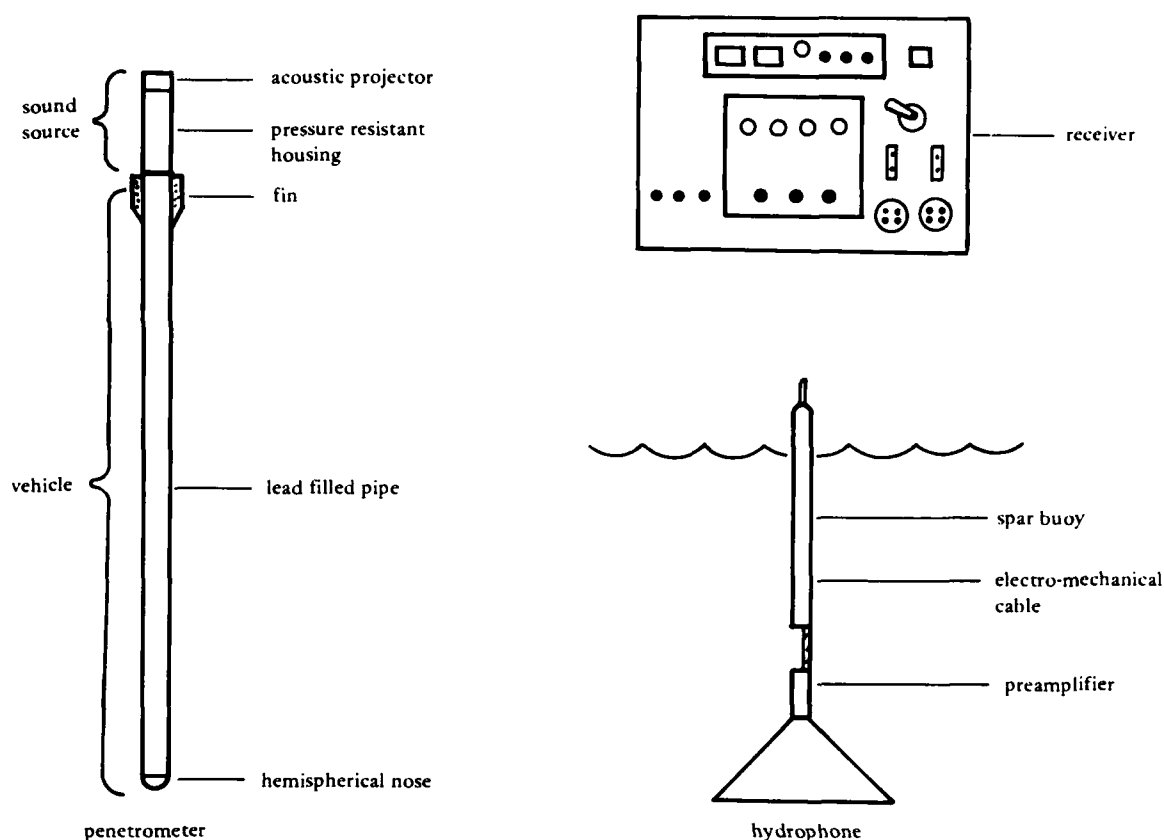 acoustic projector
sound
source
pressure resistant
housing
fin
vehicle
lead filled pipe
hemispherical nose
penetrometer
receiver
spar buoy
electro-mechanical
cable
preamplifier
hydrophone